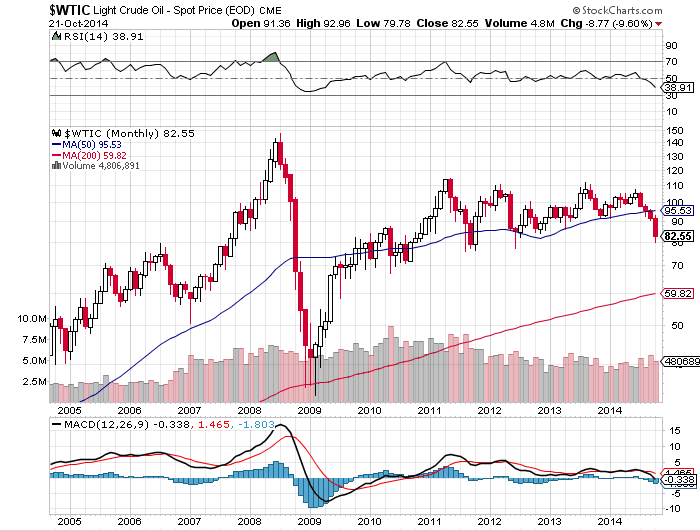 $WTIC Light Crude Oil - Spot Price (EOD) CME
© StockCharts.com
21-Oct-2014
Open 91.36 High 92.96 Low 79.78 Close 82.55 Volume 4.8M Chg -8.77 (-9.60%)
RSI(14) 38.91
90
70
50
38.91
30
10
$WTIC (Monthly) 82.55
MA(50) 95.53
MA(200) 59.82
Volume 4,806,891
150
140
130
120
110
100
95.53
90
82.55
80
70
59.82
50
480689
40
30
10.0M
7.5M
5.0M
2.5M
2005 2006 2007 2008 2009 2010 2011 2012 2013 2014
MACD(12,26,9) -0.338, 1.465, -1.803
15
10
5
1.465
-0.338
-5
2005 2006 2007 2008 2009 2010 2011 2012 2013 2014